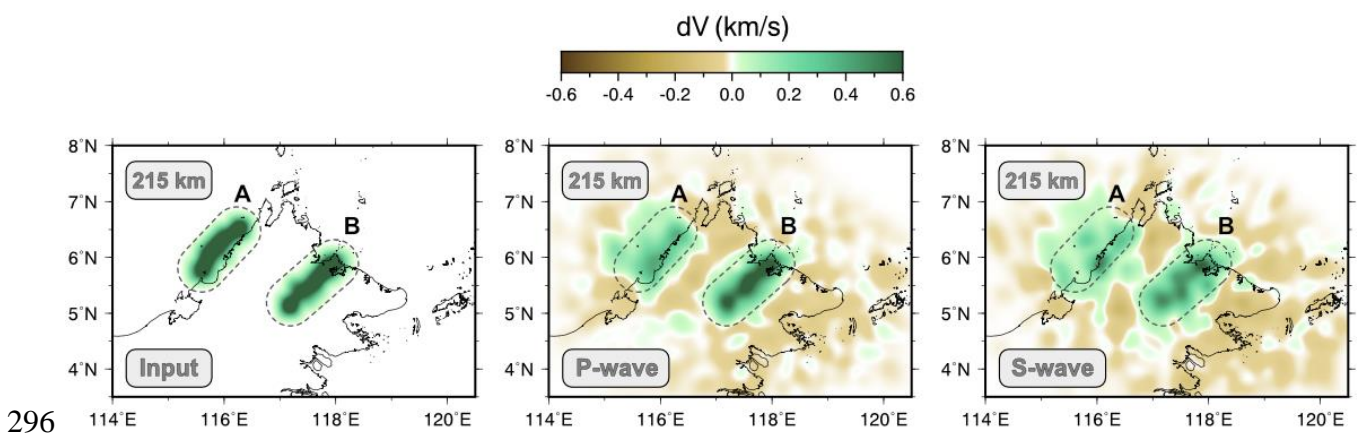 dV (km/s)
-0.6 -0.4 -0.2 0.0 0.2 0.4 0.6
8°N 215 km A B 7°N 6°N 5°N 4°N Input 114°E 116°E 118°E 120°E
8°N 215 km A B 7°N 6°N 5°N 4°N P-wave 114°E 116°E 118°E 120°E
8°N 215 km A B 7°N 6°N 5°N 4°N S-wave 114°E 116°E 118°E 120°E
296